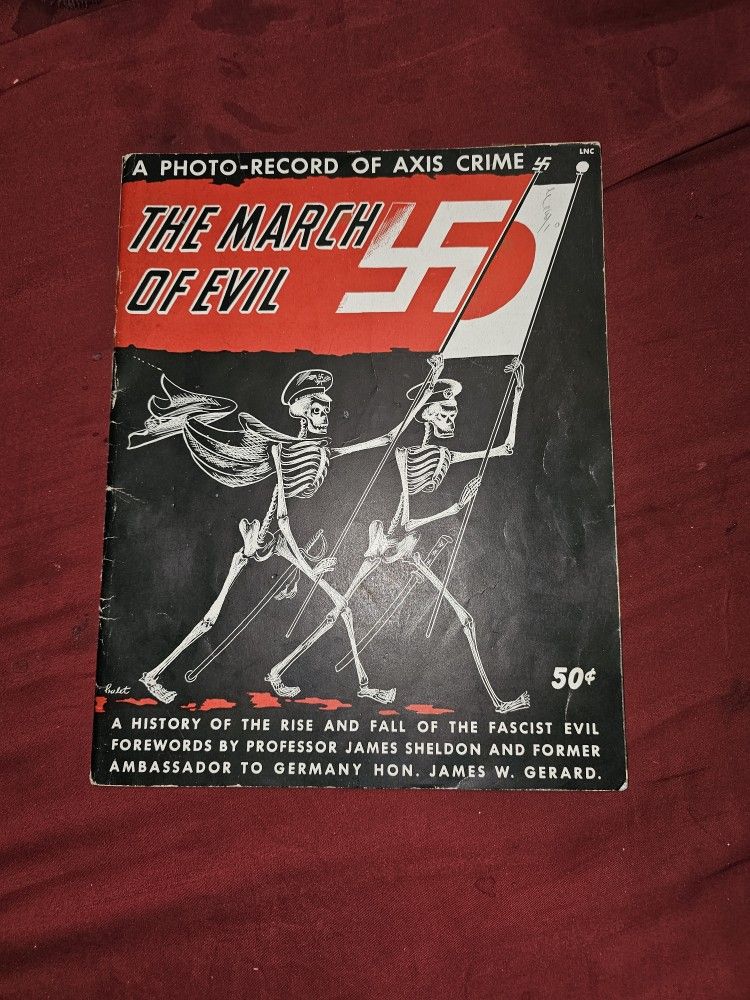 A PHOTO-RECORD OF AXIS CRIME
LNC
THE MARCH
OF EVIL
50¢
A HISTORY OF THE RISE AND FALL OF THE FASCIST EVIL
FOREWORDS BY PROFESSOR JAMES SHELDON AND FORMER
AMBASSADOR TO GERMANY HON. JAMES W. GERARD.